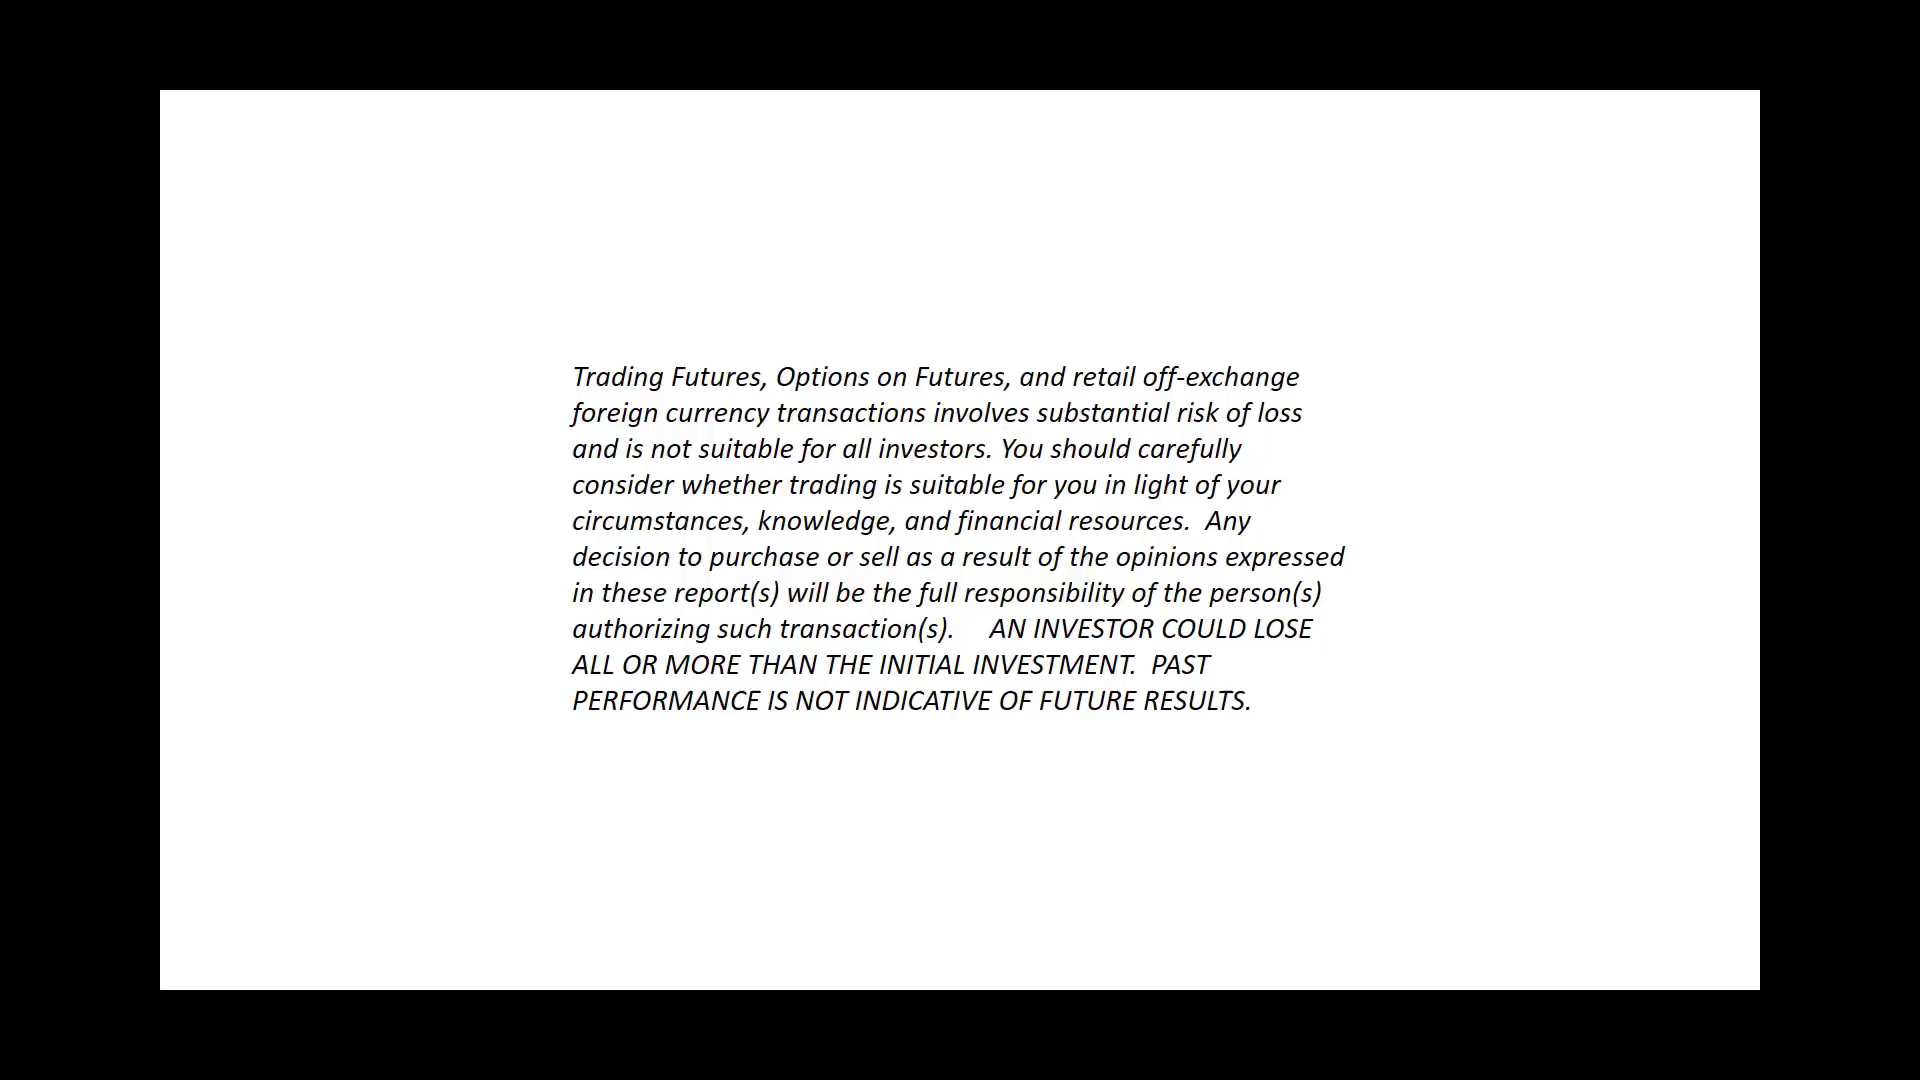 Trading Futures, Options on Futures, and retail off-exchange
foreign currency transactions involves substantial risk of loss
and is not suitable for all investors. You should carefully
consider whether trading is suitable for you in light of your
circumstances, knowledge, and financial resources.  Any
decision to purchase or sell as a result of the opinions expressed
in these report(s) will be the full responsibility of the person(s)
authorizing such transaction(s).     AN INVESTOR COULD LOSE
ALL OR MORE THAN THE INITIAL INVESTMENT.  PAST
PERFORMANCE IS NOT INDICATIVE OF FUTURE RESULTS.